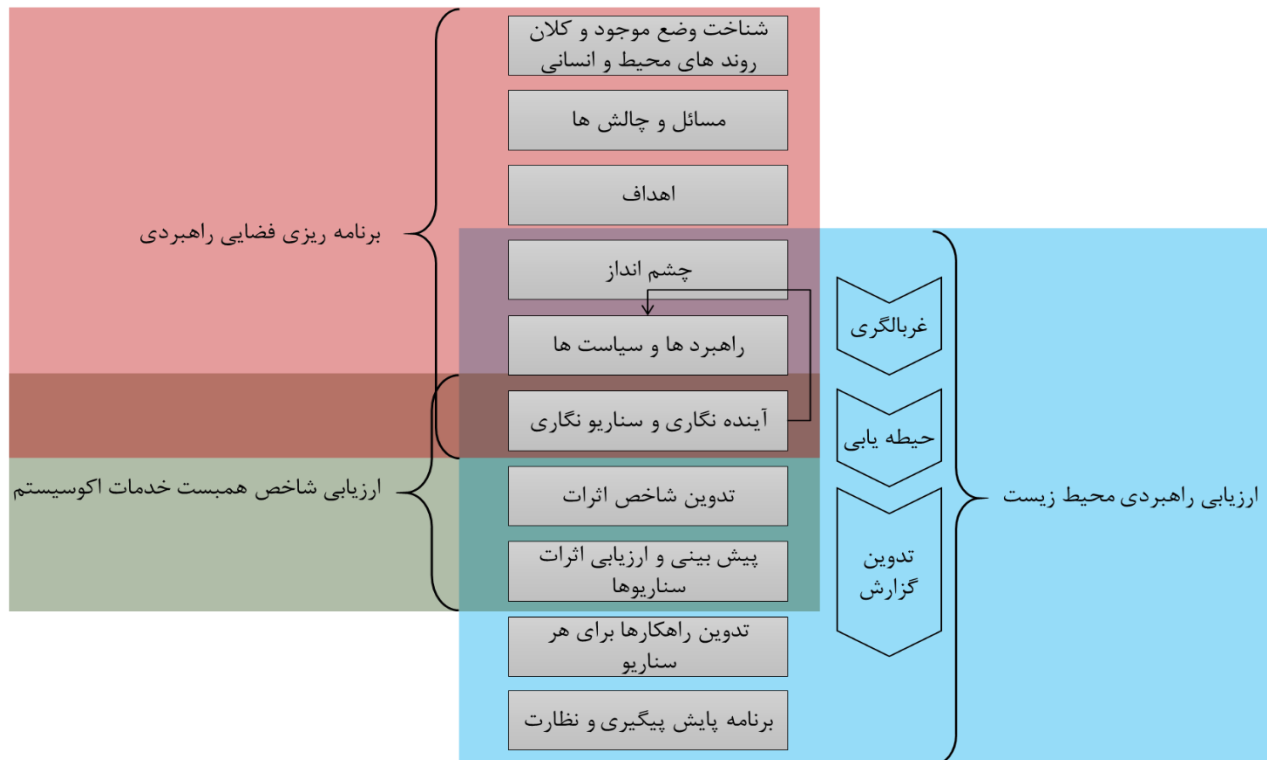 شناخت وضع موجود و کلان
روند های محیط و انسانی
مسائل و چالش ها
اهداف
چشم انداز
راهبرد ها و سیاست ها
آینده نگاری و سناریو نگاری
تدوین شاخص اثرات
پیش بینی و ارزیابی اثرات
سناریوها
تدوین راهکارها برای هر
سناریو
برنامه پایش پیگیری و نظارت
برنامه ریزی فضایی راهبردی
ارزیابی شاخص همبست خدمات اکوسیستم
غربالگری
حیطه یابی
تدوین
گزارش
ارزیابی راهبردی محیط زیست